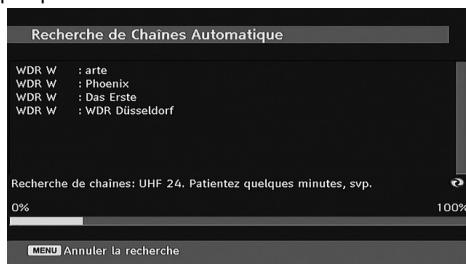 Recherche de Chaînes Automatique
WDR W : arte
WDR W : Phoenix
WDR W : Das Erste
WDR W : WDR Düsseldorf
Recherche de chaînes: UHF 24. Patientez quelques minutes, svp.
0% 100%
MENU Annuler la recherche